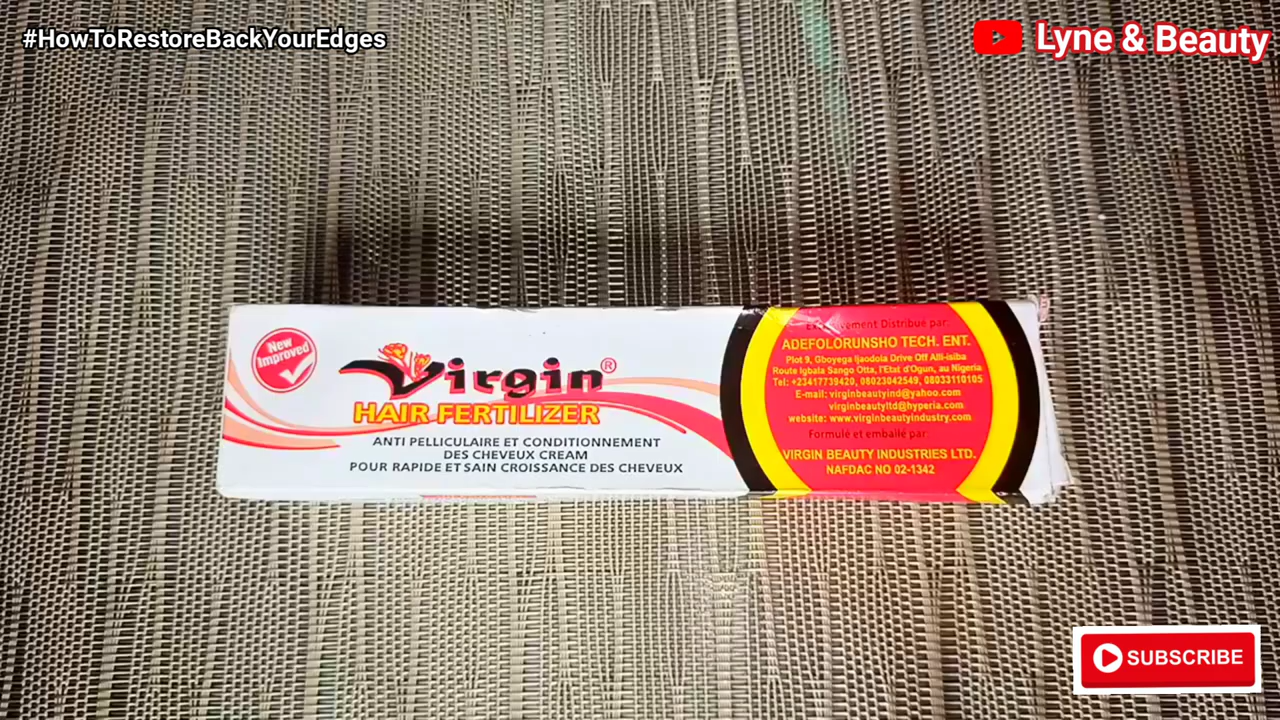 #HowToRestoreBackYourEdges
Lyne & Beauty
New
Improved
Virgin®
HAIR FERTILIZER
ANTI PELLICULAIRE ET CONDITIONNEMENT
DES CHEVEUX CREAM
POUR RAPIDE ET SAIN CROISSANCE DES CHEVEUX
Distribué par:
ADEFOLORUNSHO TECH. ENT.
Plot 9, Gboyega Ijaodola Drive Off Alli-isiba
Route Igbala Sango Otta, l'Etat d'Ogun, au Nigeria
Tel: +23417739420, 08023042549, 08033110105
E-mail: virginbeautyind@yahoo.com
virginbeautyltd@hyperia.com
website: www.virginbeautyindustry.com
Formulé et emballé par:
VIRGIN BEAUTY INDUSTRIES LTD.
NAFDAC NO 02-1342
SUBSCRIBE